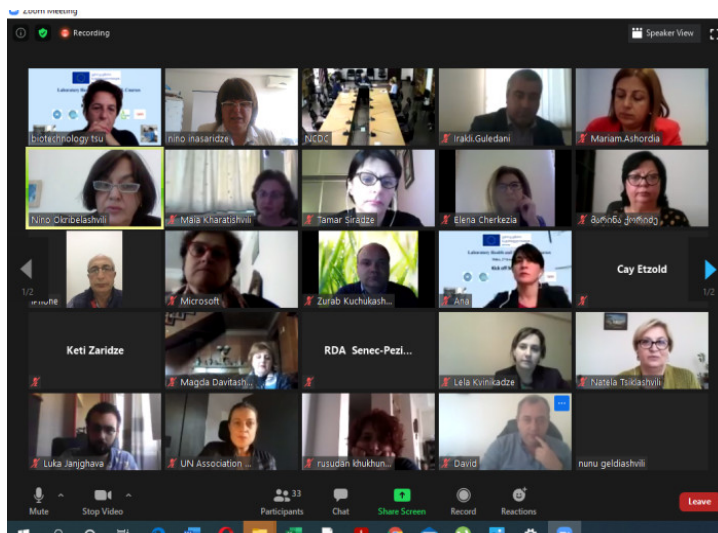 Zoom Meeting
Recording
Speaker View
biotechnology tsu
nino inasaridze
NCDC
Irakli.Guledani
Mariam.Ashordia
Nino Okribelashvili
Maia Kharatishvili
Tamar Siradze
Elena Cherkezia
მარინა ქორიძე
1/2
iPhone
Microsoft
Zurab Kuchukash...
Ana
Cay Etzold
1/2
Keti Zaridze
Magda Davitash...
RDA Senec-Pezi...
Lela Kvinikadze
Natela Tsiklashvili
Luka Janjghava
UN Association ...
rusudan khukhun...
David
nunu geldiashvili
Mute
Stop Video
33
Participants
Chat
Share Screen
Record
Reactions
Leave